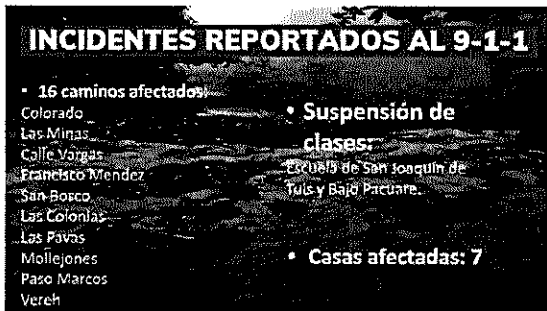 INCIDENTES REPORTADOS AL 9-1-1
• 16 caminos afectados:
Colorado
Las Minas
Calle Vargas
Francisco Mendez
San Bosco
Las Colonias
Las Pavas
Mollejones
Paso Marcos
Vereh
• Suspensión de
clases:
Escuela de San Joaquín de
Tuis y Bajo Pacuare.
• Casas afectadas: 7